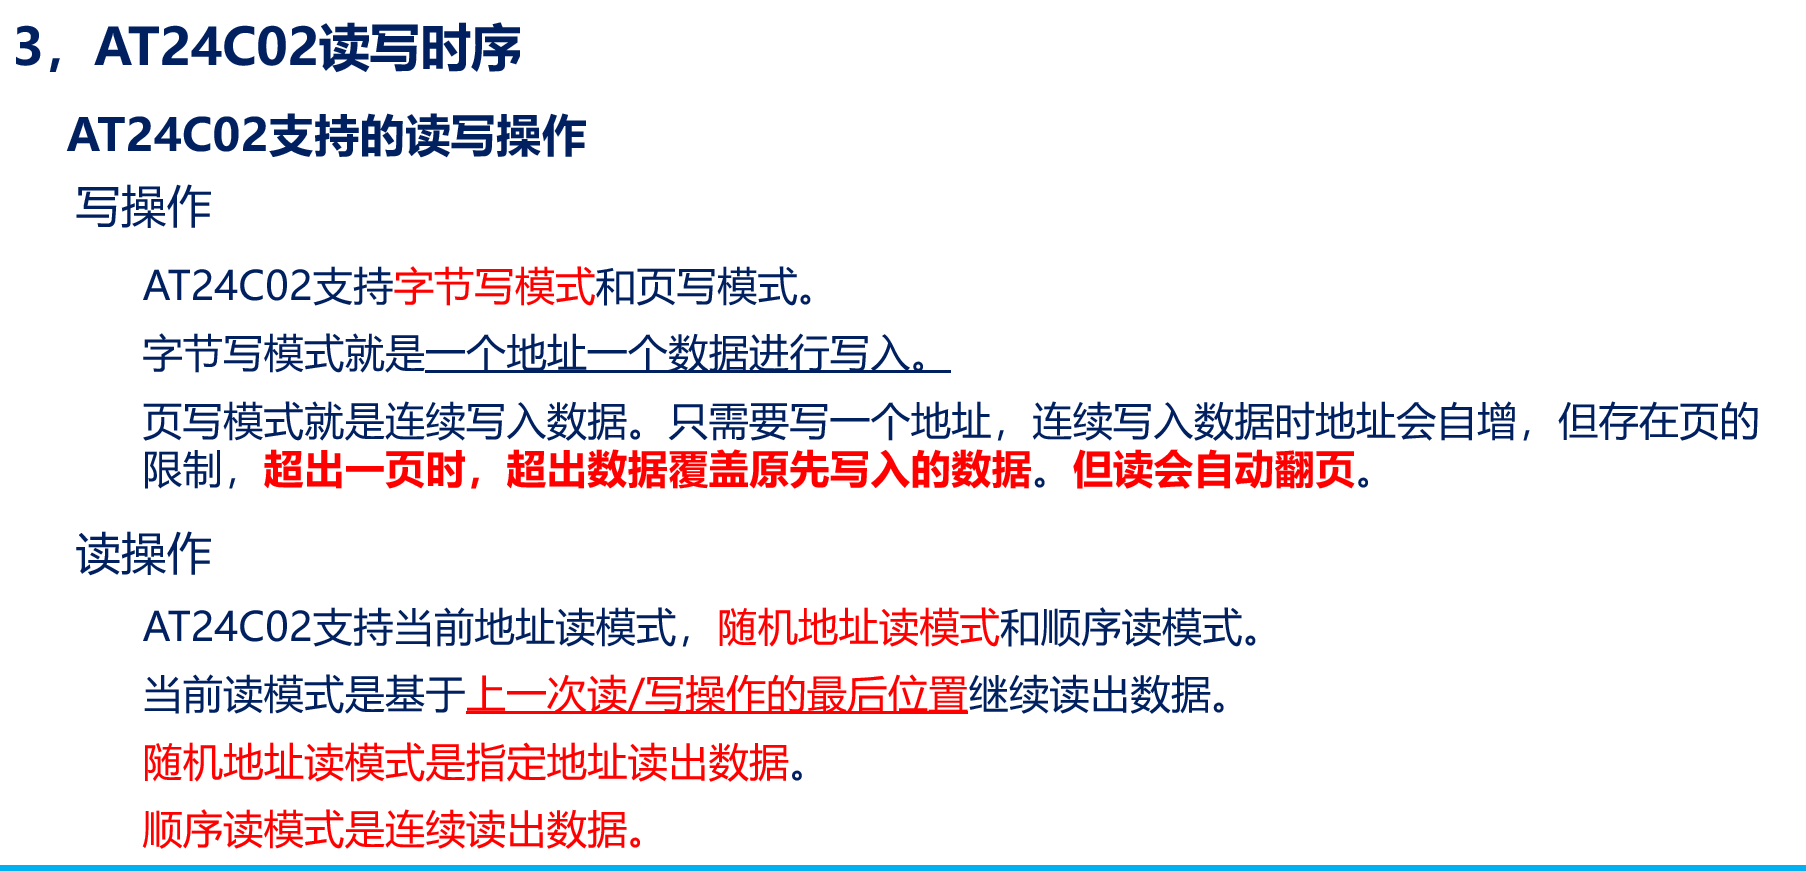 3，AT24C02读写时序
AT24C02支持的读写操作
写操作
AT24C02支持字节写模式和页写模式。
字节写模式就是一个地址一个数据进行写入。
页写模式就是连续写入数据。只需要写一个地址，连续写入数据时地址会自增，但存在页的
限制，超出一页时，超出数据覆盖原先写入的数据。但读会自动翻页。
读操作
AT24C02支持当前地址读模式，随机地址读模式和顺序读模式。
当前读模式是基于上一次读/写操作的最后位置继续读出数据。
随机地址读模式是指定地址读出数据。
顺序读模式是连续读出数据。